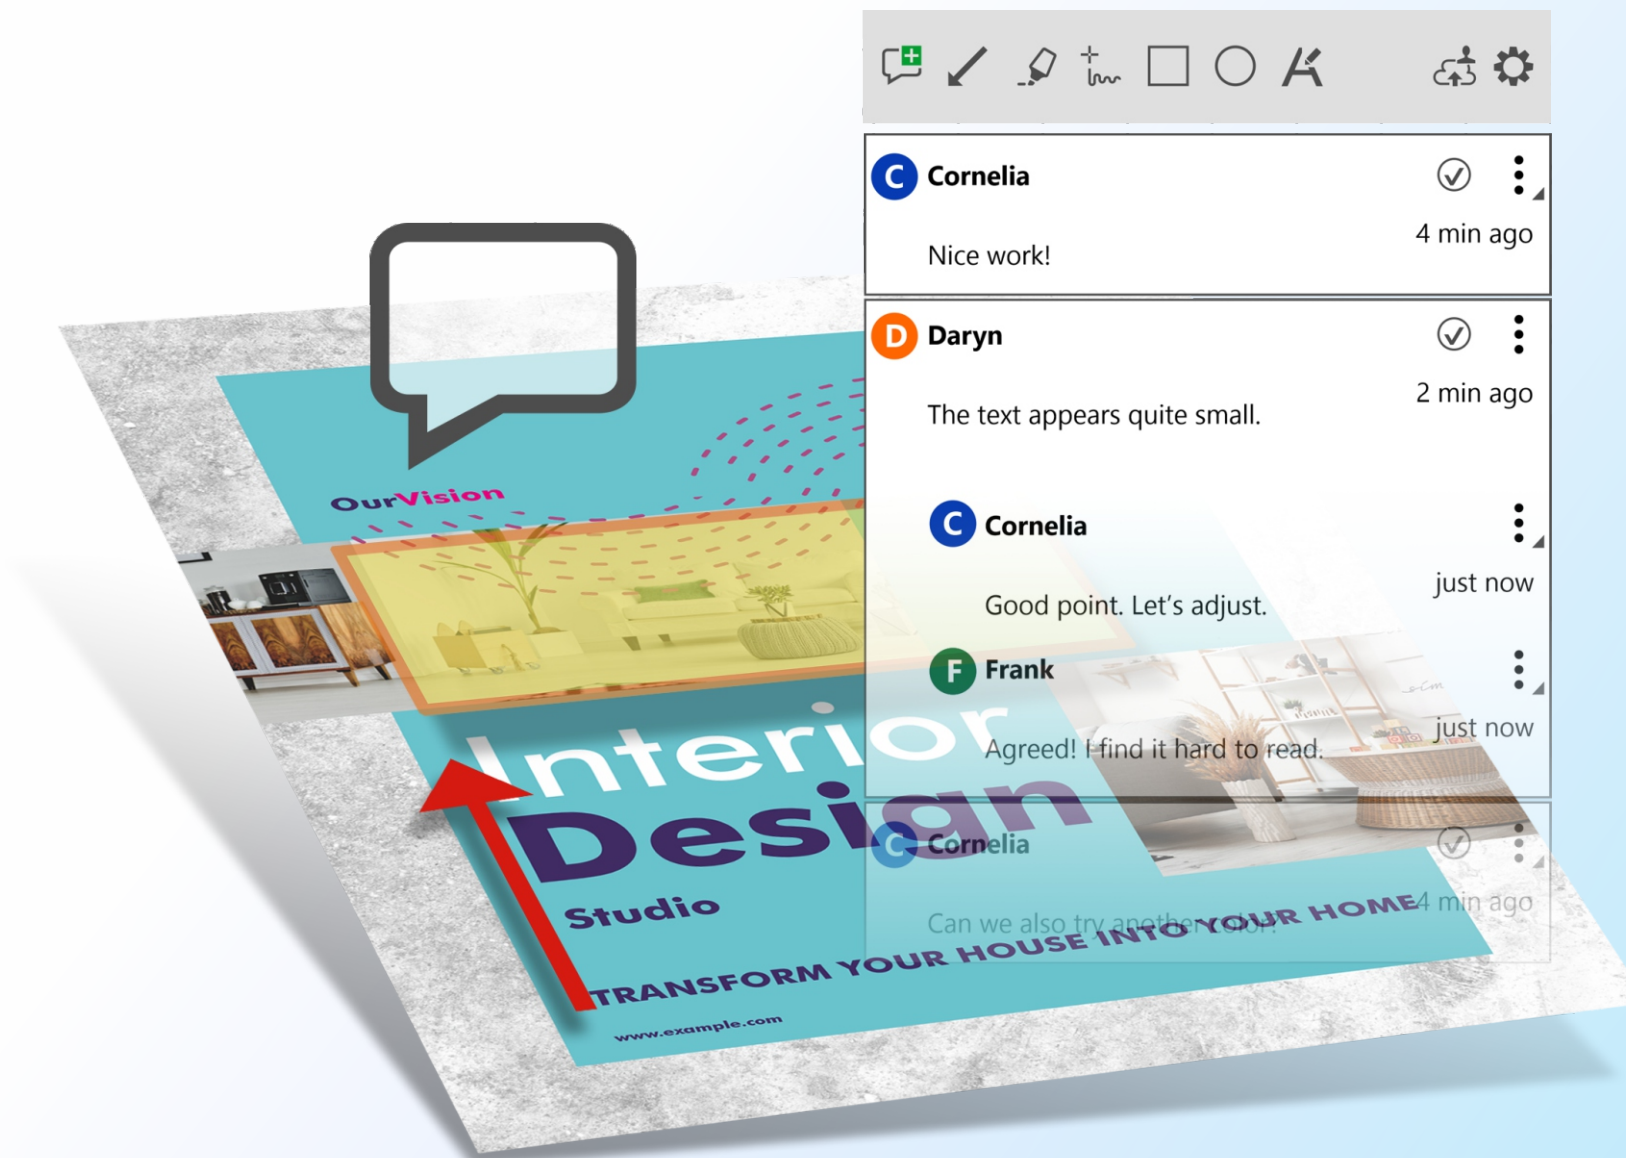 C Cornelia
4 min ago
Nice work!
D Daryn
2 min ago
The text appears quite small.
C Cornelia
just now
Good point. Let's adjust.
F Frank
just now
Agreed! I find it hard to read.
C Cornelia
4 min ago
Can we also try another color?
OurVision
Interior
Design
Studio
TRANSFORM YOUR HOUSE INTO YOUR HOME
www.example.com